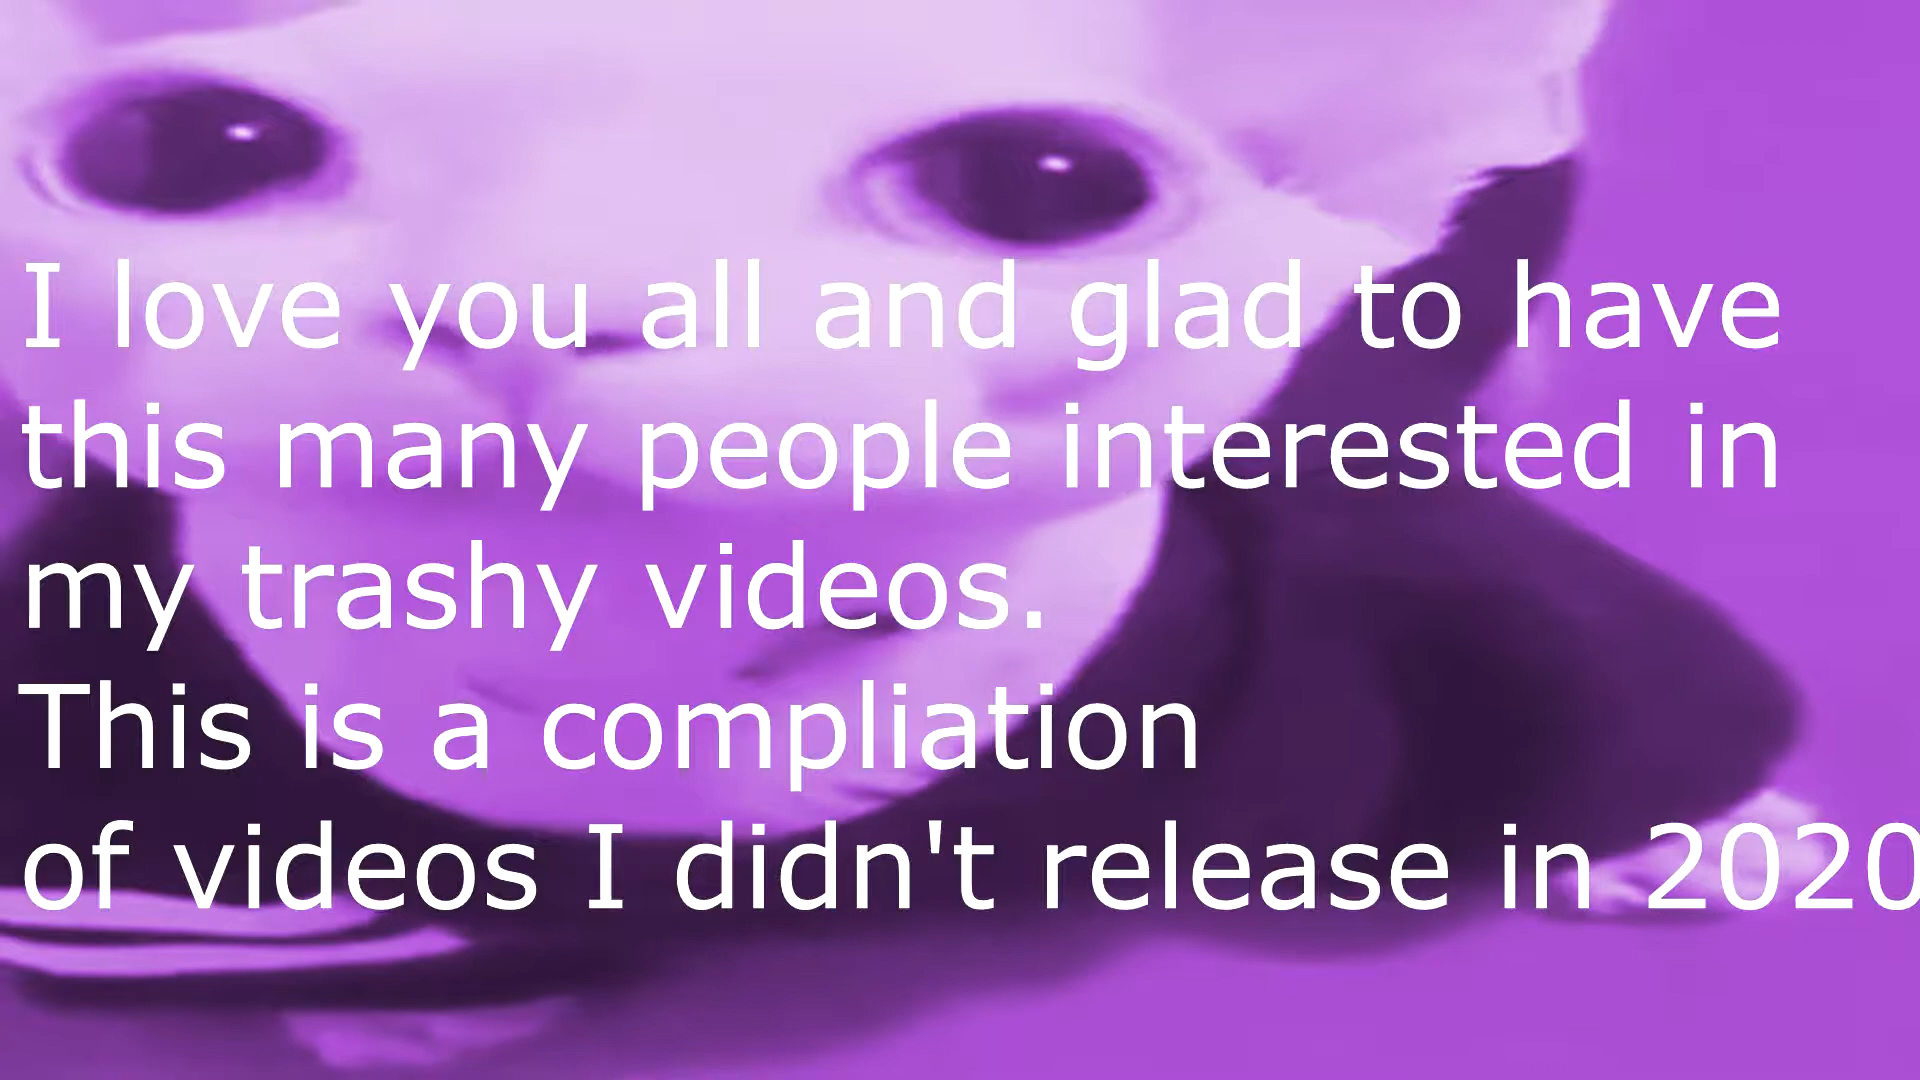 I love you all and glad to have
this many people interested in
my trashy videos.
This is a compliation
of videos I didn't release in 2020